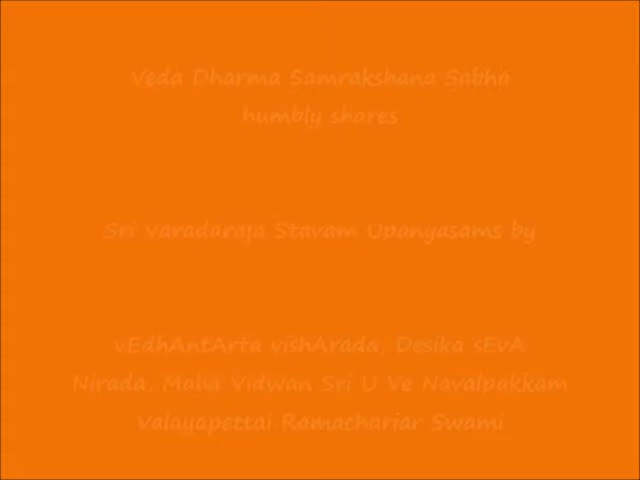 Veda Dharma Samrakshana Sabha
humbly shares
Sri Varadaraja Stavam Upanyasams by
vEdhAntArta vishArada, Desika sEvA
Nirada, Maha Vidwan Sri U Ve Navalpakkam
Valayapettai Ramachariar Swami